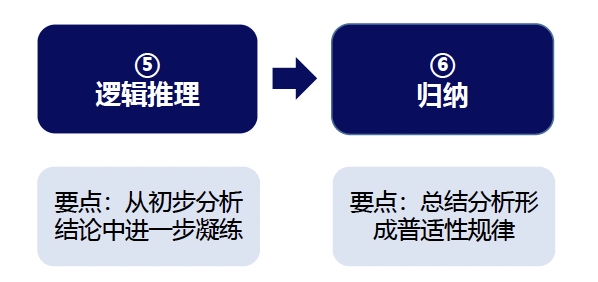 ⑤
逻辑推理
⑥
归纳
要点：从初步分析
结论中进一步凝练
要点：总结分析形
成普适性规律